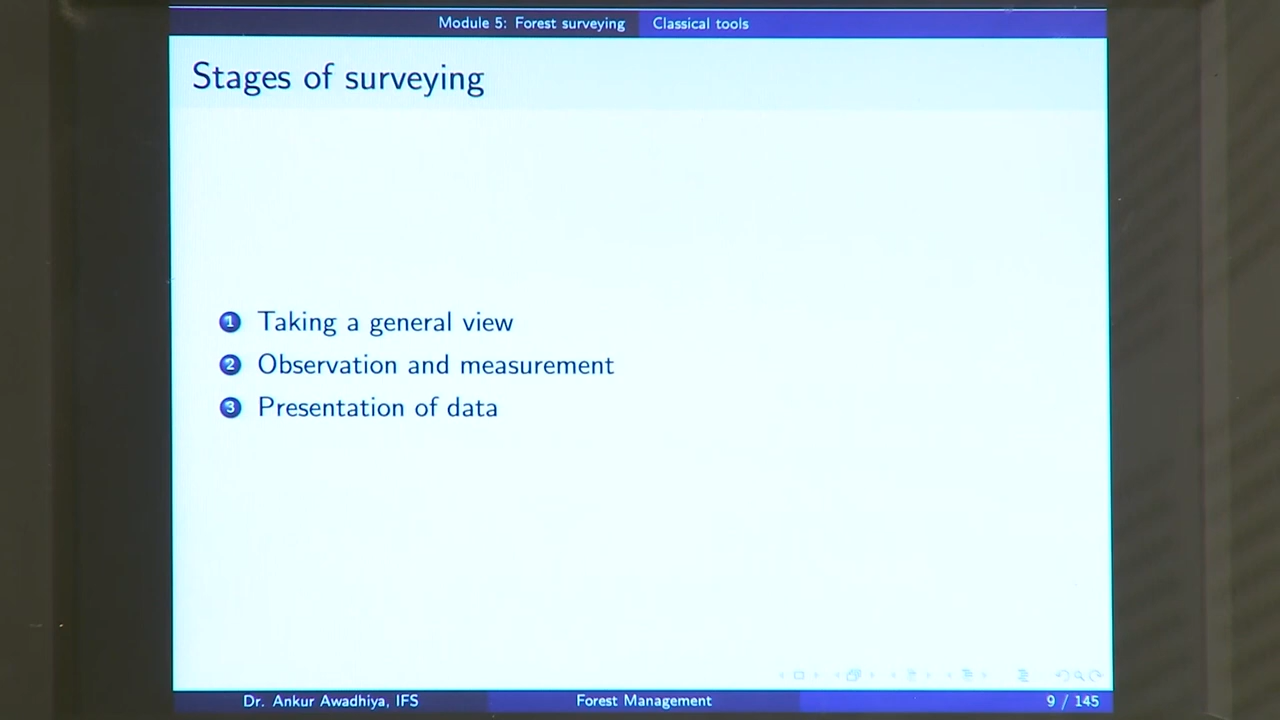 Module 5: Forest surveying Classical tools
Stages of surveying
1 Taking a general view
2 Observation and measurement
3 Presentation of data
Dr. Ankur Awadhiya, IFS Forest Management 9 / 145